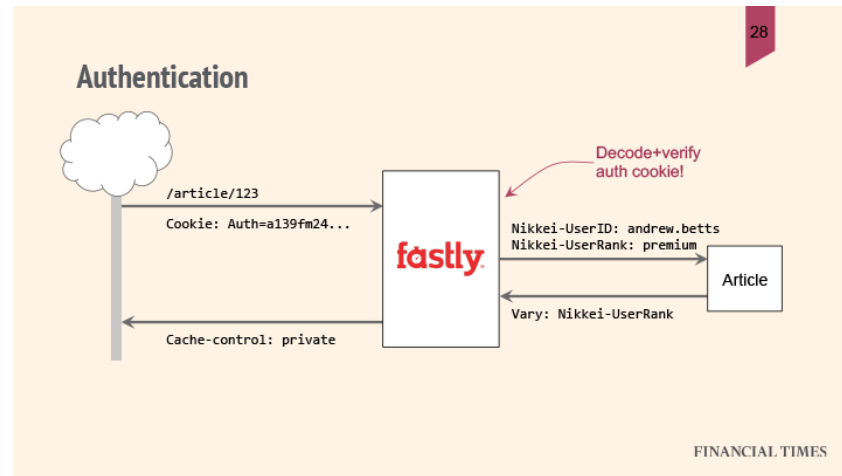 28
Authentication
Decode+verify
auth cookie!
/article/123
Cookie: Auth=a139fm24...
Nikkei-UserID: andrew.betts
Nikkei-UserRank: premium
fastly
Article
Vary: Nikkei-UserRank
Cache-control: private
FINANCIAL TIMES